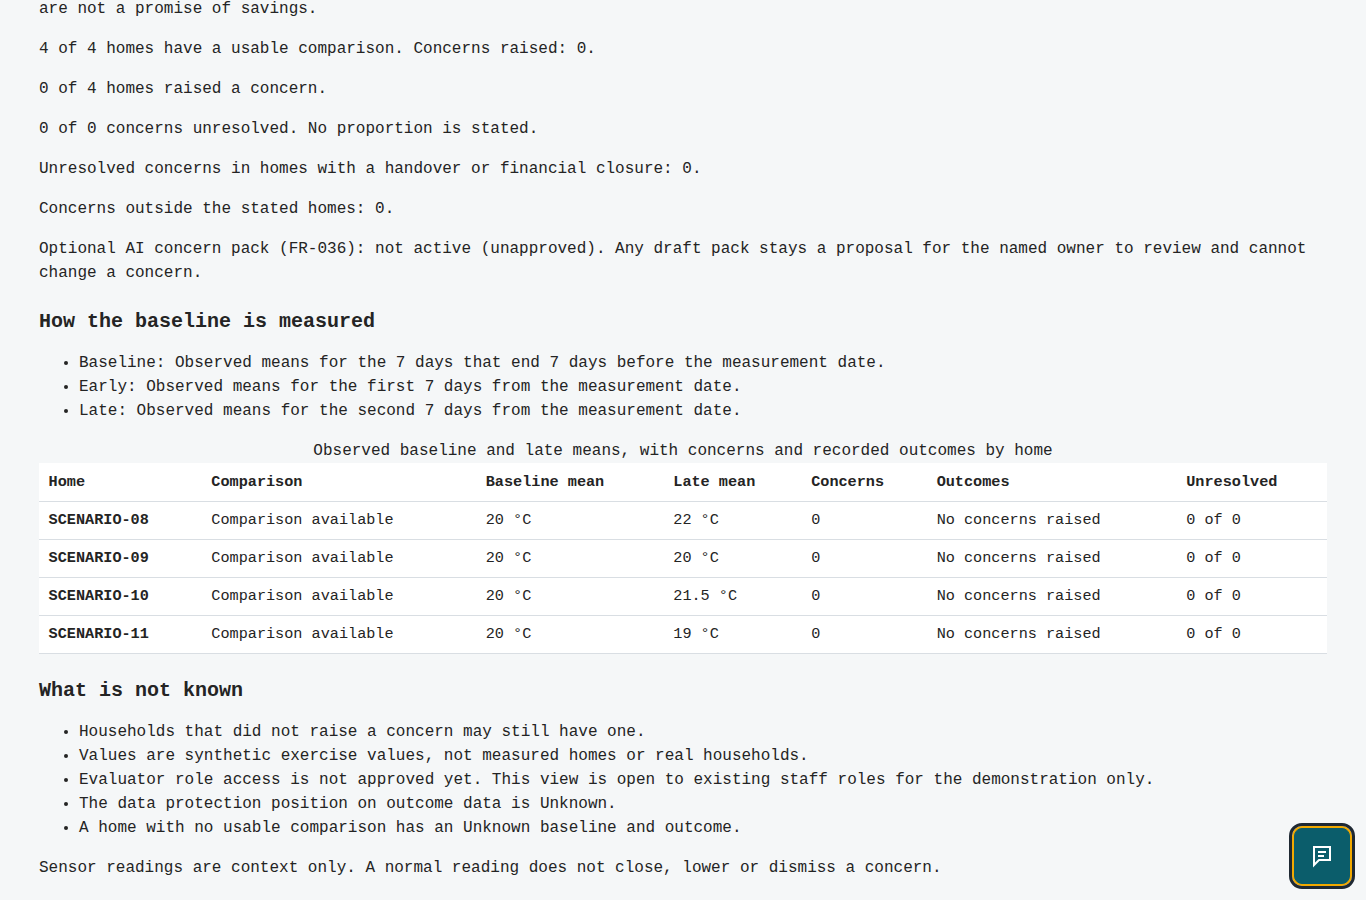 are not a promise of savings.
4 of 4 homes have a usable comparison. Concerns raised: 0.
0 of 4 homes raised a concern.
0 of 0 concerns unresolved. No proportion is stated.
Unresolved concerns in homes with a handover or financial closure: 0.
Concerns outside the stated homes: 0.
Optional AI concern pack (FR-036): not active (unapproved). Any draft pack stays a proposal for the named owner to review and cannot
change a concern.
How the baseline is measured
• Baseline: Observed means for the 7 days that end 7 days before the measurement date.
• Early: Observed means for the first 7 days from the measurement date.
• Late: Observed means for the second 7 days from the measurement date.
Observed baseline and late means, with concerns and recorded outcomes by home
Home Comparison Baseline mean Late mean Concerns Outcomes Unresolved
SCENARIO-08 Comparison available 20 °C 22 °C 0 No concerns raised 0 of 0
SCENARIO-09 Comparison available 20 °C 20 °C 0 No concerns raised 0 of 0
SCENARIO-10 Comparison available 20 °C 21.5 °C 0 No concerns raised 0 of 0
SCENARIO-11 Comparison available 20 °C 19 °C 0 No concerns raised 0 of 0
What is not known
• Households that did not raise a concern may still have one.
• Values are synthetic exercise values, not measured homes or real households.
• Evaluator role access is not approved yet. This view is open to existing staff roles for the demonstration only.
• The data protection position on outcome data is Unknown.
• A home with no usable comparison has an Unknown baseline and outcome.
Sensor readings are context only. A normal reading does not close, lower or dismiss a concern.